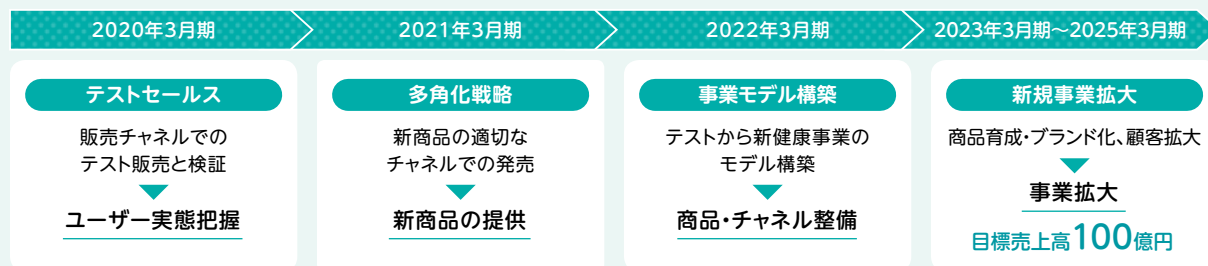 2020年3月期
2021年3月期
2022年3月期
2023年3月期〜2025年3月期
テストセールス
販売チャネルでの
テスト販売と検証
ユーザー実態把握
多角化戦略
新商品の適切な
チャネルでの発売
新商品の提供
事業モデル構築
テストから新健康事業の
モデル構築
商品・チャネル整備
新規事業拡大
商品育成・ブランド化、顧客拡大
事業拡大
目標売上高100億円